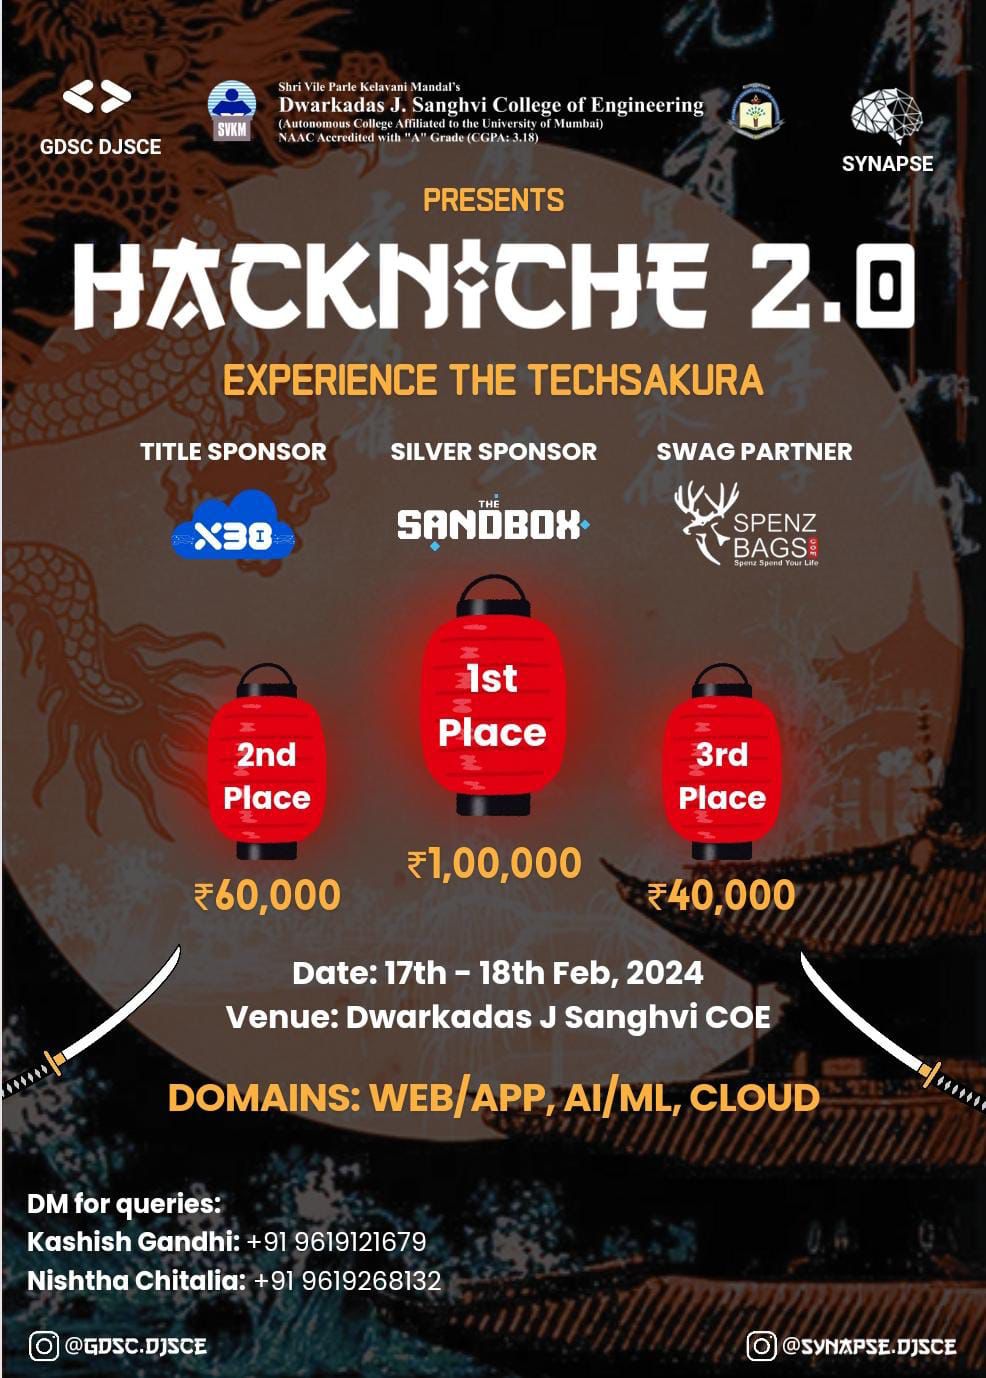 GDSC DJSCE
SVKM
Shri Vile Parle Kelavani Mandal's
Dwarkadas J. Sanghvi College of Engineering
(Autonomous College Affiliated to the University of Mumbai)
NAAC Accredited with "A" Grade (CGPA: 3.18)
SYNAPSE
PRESENTS
HACKNICHE 2.0
EXPERIENCE THE TECHSAKURA
TITLE SPONSOR
SILVER SPONSOR
SWAG PARTNER
THE
SANDBOX
SPENZ
BAGS
Spenz Spend Your Life
1st
Place
2nd
Place
3rd
Place
₹1,00,000
₹60,000
₹40,000
Date: 17th - 18th Feb, 2024
Venue: Dwarkadas J Sanghvi COE
DOMAINS: WEB/APP, AI/ML, CLOUD
DM for queries:
Kashish Gandhi: +91 9619121679
Nishtha Chitalia: +91 9619268132
@GDSC.DJSCE
@SYNAPSE.DJSCE